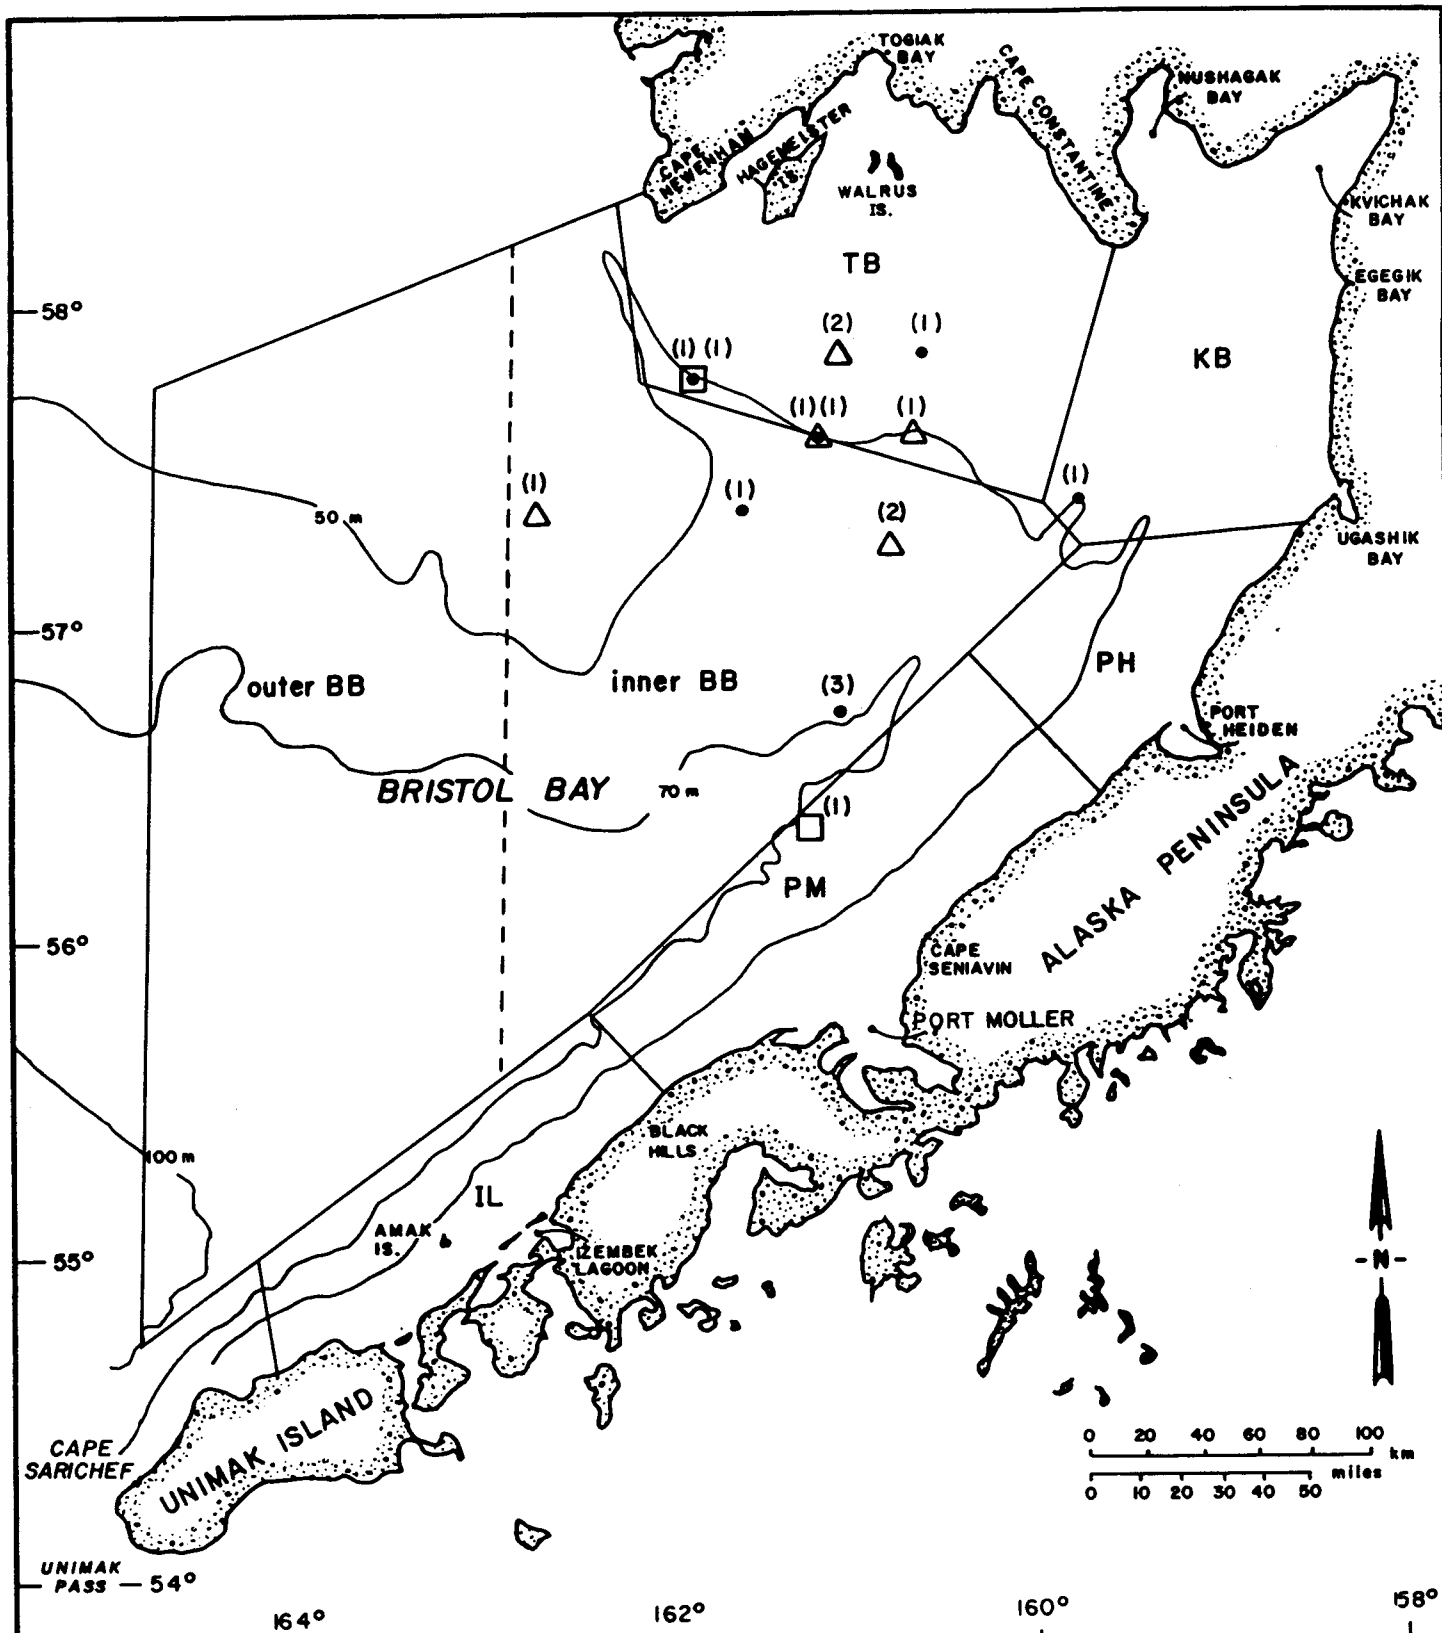 TOGIAK
BAY
CAPE CONSTANTINE
NUSHAGAK
BAY
CAPE
NEWENHAM
HAGEMEISTER
IS.
WALRUS
IS.
KVICHAK
BAY
TB
EGEGIK
BAY
58°
(2)
(1)
(1) (1)
KB
(1)(1)
(1)
(1)
(1)
(1)
(2)
50 m
UGASHIK
BAY
57°
PH
outer BB
inner BB
(3)
PORT
HEIDEN
BRISTOL BAY
70 m
(1)
PM
ALASKA PENINSULA
56°
CAPE
SENIAVIN
PORT MOLLER
BLACK
HILLS
100 m
IL
AMAK
IS.
55°
IZEMBEK
LAGOON
-N-
UNIMAK ISLAND
CAPE
SARICHEF
0 20 40 60 80 100
km
miles
0 10 20 30 40 50
UNIMAK
PASS
54°
164°
162°
160°
158°